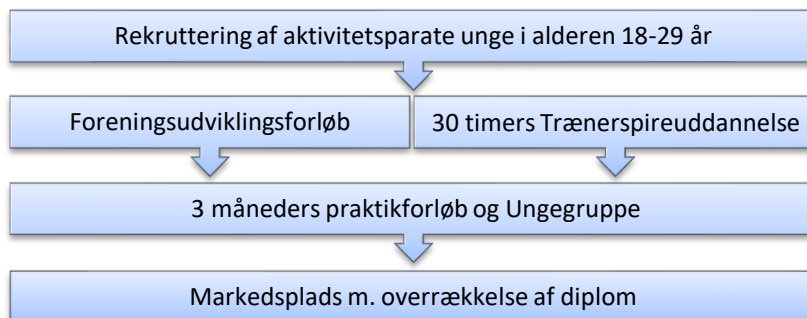 Rekruttering af aktivitetsparate unge i alderen 18-29 år
Foreningsudviklingsforløb
30 timers Trænerspireuddannelse
3 måneders praktikforløb og Ungegruppe
Markedsplads m. overrækkelse af diplom